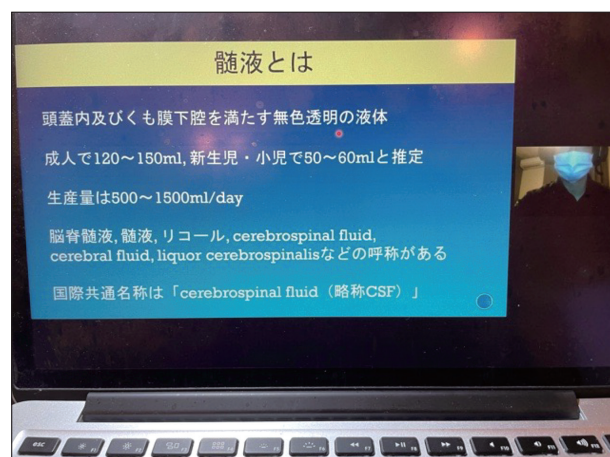 髄液とは
頭蓋内及びくも膜下腔を満たす無色透明の液体
成人で120〜150ml, 新生児・小児で50〜60mlと推定
生産量は500〜1500ml/day
脳脊髄液, 髄液, リコール, cerebrospinal fluid,
cerebral fluid, liquor cerebrospinalisなどの呼称がある
国際共通名称は「cerebrospinal fluid（略称CSF）」
esc